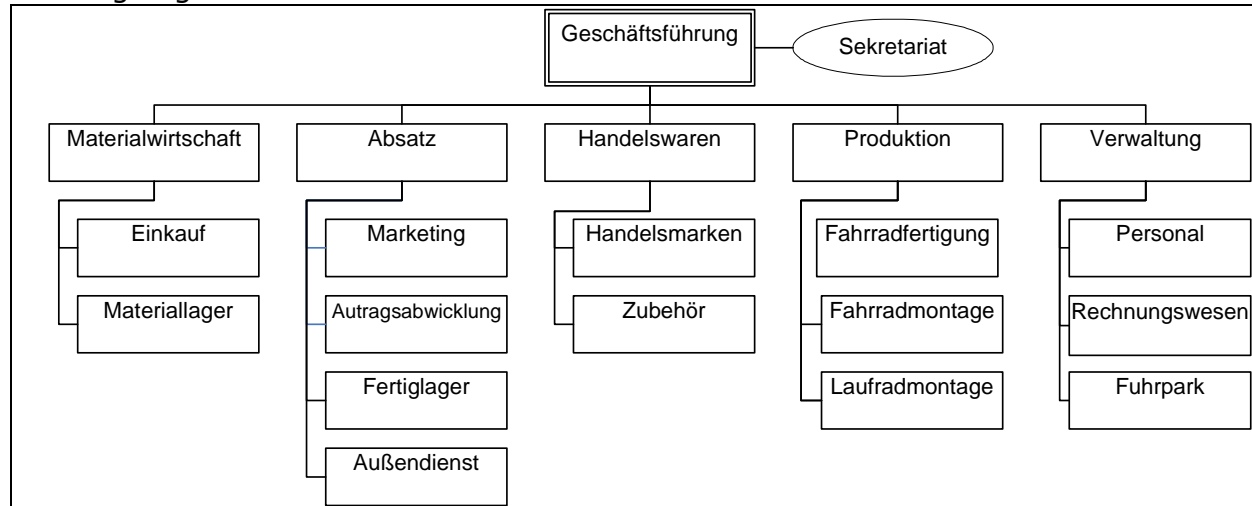 Geschäftsführung
Sekretariat
Materialwirtschaft
Absatz
Handelswaren
Produktion
Verwaltung
Einkauf
Marketing
Handelsmarken
Fahrradfertigung
Personal
Materiallager
Autragsabwicklung
Zubehör
Fahrradmontage
Rechnungswesen
Fertiglager
Laufradmontage
Fuhrpark
Außendienst